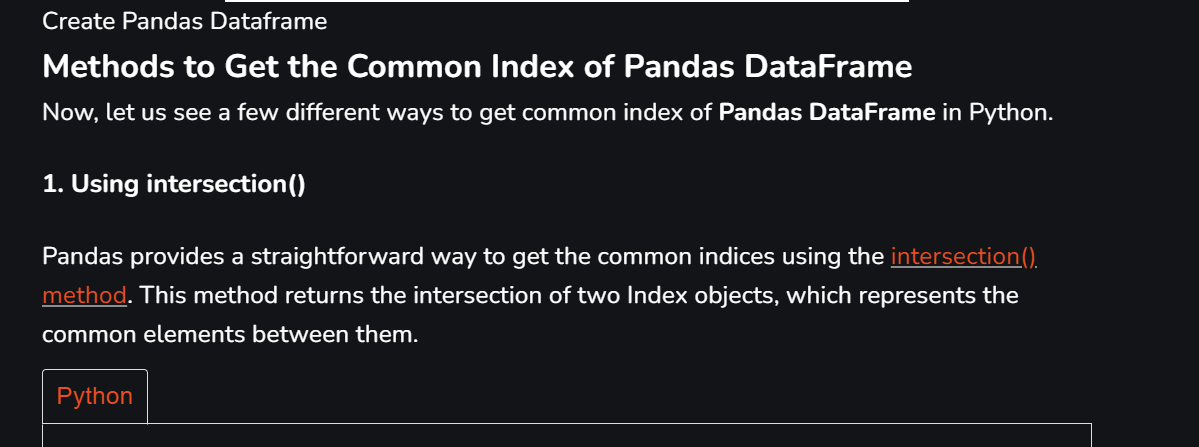 Create Pandas Dataframe
Methods to Get the Common Index of Pandas DataFrame
Now, let us see a few different ways to get common index of Pandas DataFrame in Python.
1. Using intersection()
Pandas provides a straightforward way to get the common indices using the intersection()
method. This method returns the intersection of two Index objects, which represents the
common elements between them.
Python